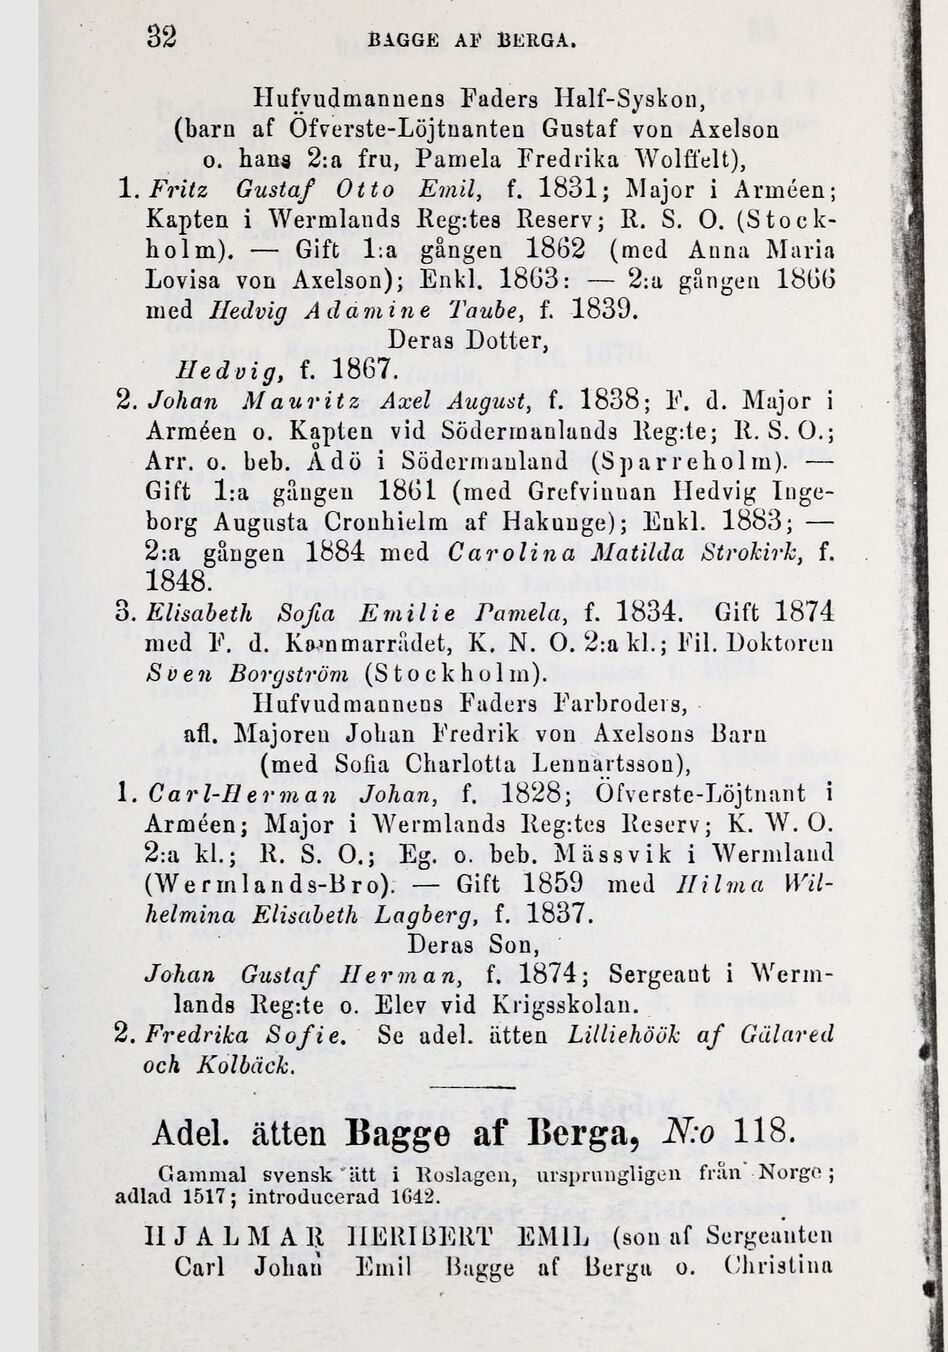 32 BAGGE AF BERGA.
Hufvudmannens Faders Half-Syskon,
(barn af Öfverste-Löjtnanten Gustaf von Axelson
o. hans 2:a fru, Pamela Fredrika Wolffelt),
1. Fritz Gustaf Otto Emil, f. 1831; Major i Arméen;
Kapten i Wermlands Reg:tes Reserv; R. S. O. (Stock-
holm). — Gift 1:a gången 1862 (med Anna Maria
Lovisa von Axelson); Enkl. 1863: — 2:a gången 1866
med Hedvig Adamine Taube, f. 1839.
Deras Dotter,
Hedvig, f. 1867.
2. Johan Mauritz Axel August, f. 1838; F. d. Major i
Arméen o. Kapten vid Södermanlands Reg:te; R. S. O.;
Arr. o. beb. Ådö i Södermanland (Sparreholm). —
Gift 1:a gången 1861 (med Grefvinnan Hedvig Inge-
borg Augusta Cronhielm af Hakunge); Enkl. 1883; —
2:a gången 1884 med Carolina Matilda Strokirk, f.
1848.
3. Elisabeth Sofia Emilie Pamela, f. 1834. Gift 1874
med F. d. Kammarrådet, K. N. O. 2:a kl.; Fil. Doktoren
Sven Borgström (Stockholm).
Hufvudmannens Faders Farbroders,
afl. Majoren Johan Fredrik von Axelsons Barn
(med Sofia Charlotta Lennartsson),
1. Carl-Herman Johan, f. 1828; Öfverste-Löjtnant i
Arméen; Major i Wermlands Reg:tes Reserv; K. W. O.
2:a kl.; R. S. O.; Eg. o. beb. Mässvik i Wermland
(Wermlands-Bro). — Gift 1859 med Hilma Wil-
helmina Elisabeth Lagberg, f. 1837.
Deras Son,
Johan Gustaf Herman, f. 1874; Sergeant i Werm-
lands Reg:te o. Elev vid Krigsskolan.
2. Fredrika Sofie. Se adel. ätten Lilliehöök af Gälared
och Kolbäck.
Adel. ätten Bagge af Berga, N:o 118.
Gammal svensk ätt i Roslagen, ursprungligen från Norge;
adlad 1517; introducerad 1642.
HJALMAR HERIBERT EMIL (son af Sergeanten
Carl Johan Emil Bagge af Berga o. Christina